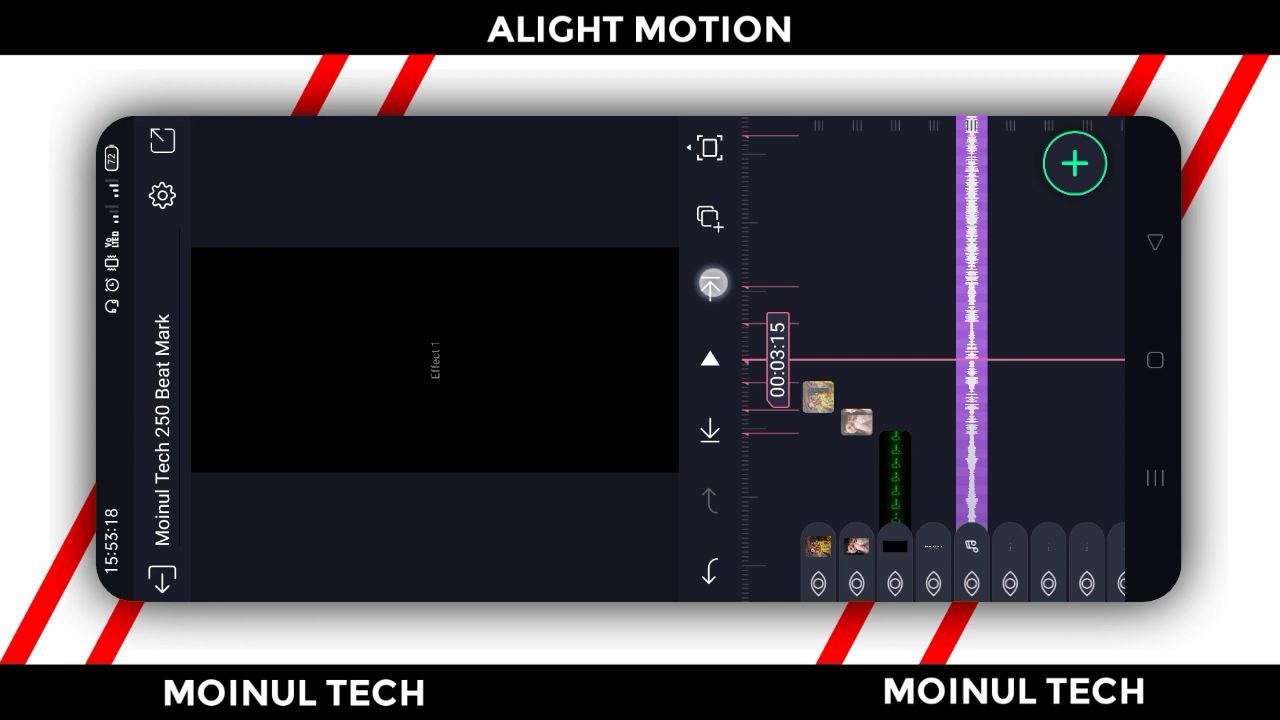 ALIGHT MOTION
15:53:18
72
Moinul Tech 250 Beat Mark
Effect 1
00:03:15
MOINUL TECH
MOINUL TECH